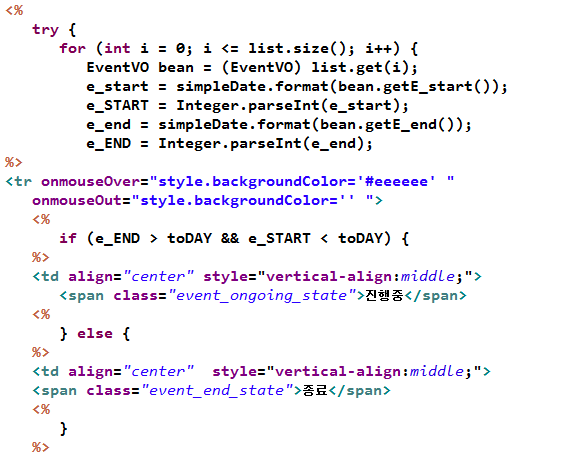 <%
try {
for (int i = 0; i <= list.size(); i++) {
EventVO bean = (EventVO) list.get(i);
e_start = simpleDate.format(bean.getE_start());
e_START = Integer.parseInt(e_start);
e_end = simpleDate.format(bean.getE_end());
e_END = Integer.parseInt(e_end);
%>
<tr onmouseOver="style.backgroundColor='#eeeeee' "
onmouseOut="style.backgroundColor='' ">
<%
if (e_END > toDAY && e_START < toDAY) {
%>
<td align="center" style="vertical-align:middle;">
<span class="event_ongoing_state">진행중</span>
<%
} else {
%>
<td align="center"  style="vertical-align:middle;">
<span class="event_end_state">종료</span>
<%
}
%>